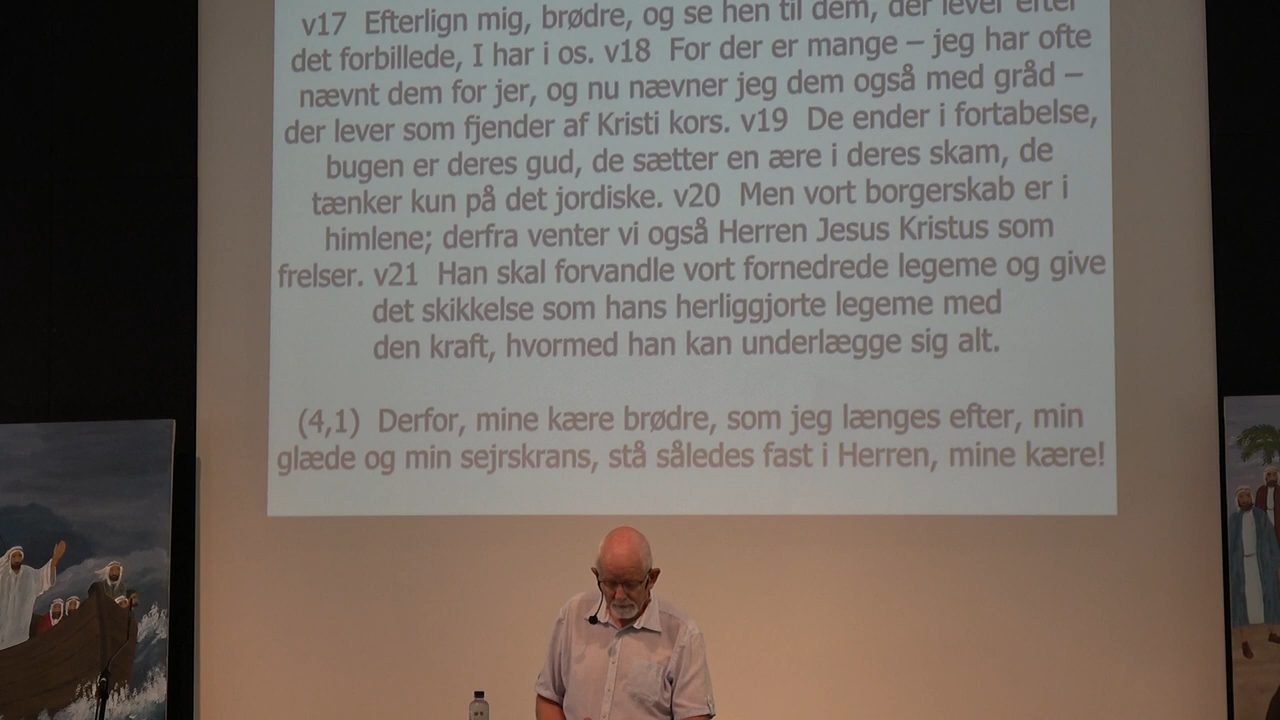 v17 Efterlign mig, brødre, og se hen til dem, der lever efter
det forbillede, I har i os. v18 For der er mange – jeg har ofte
nævnt dem for jer, og nu nævner jeg dem også med gråd –
der lever som fjender af Kristi kors. v19 De ender i fortabelse,
bugen er deres gud, de sætter en ære i deres skam, de
tænker kun på det jordiske. v20 Men vort borgerskab er i
himlene; derfra venter vi også Herren Jesus Kristus som
frelser. v21 Han skal forvandle vort fornedrede legeme og give
det skikkelse som hans herliggjorte legeme med
den kraft, hvormed han kan underlægge sig alt.
(4,1) Derfor, mine kære brødre, som jeg længes efter, min
glæde og min sejrskrans, stå således fast i Herren, mine kære!